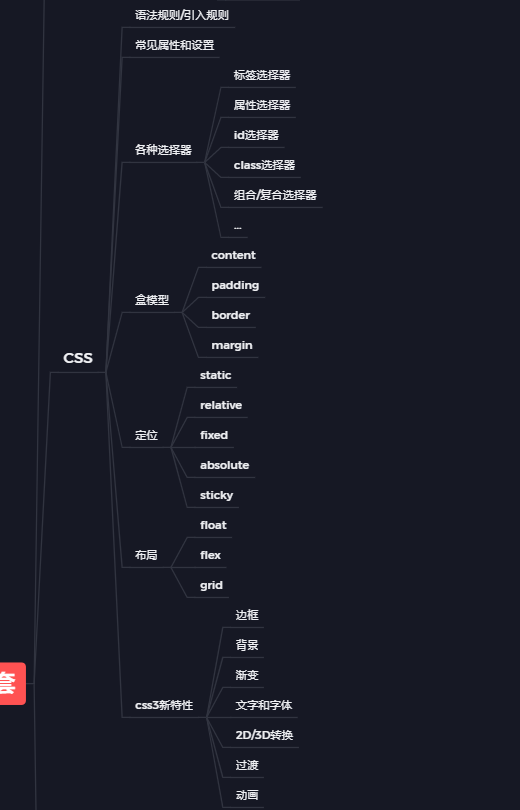 语法规则/引入规则
常见属性和设置
标签选择器
属性选择器
各种选择器
id选择器
class选择器
组合/复合选择器
...
content
盒模型
padding
border
margin
CSS
static
relative
定位
fixed
absolute
sticky
布局
float
flex
grid
边框
背景
渐变
css3新特性
文字和字体
2D/3D转换
过渡
动画
套